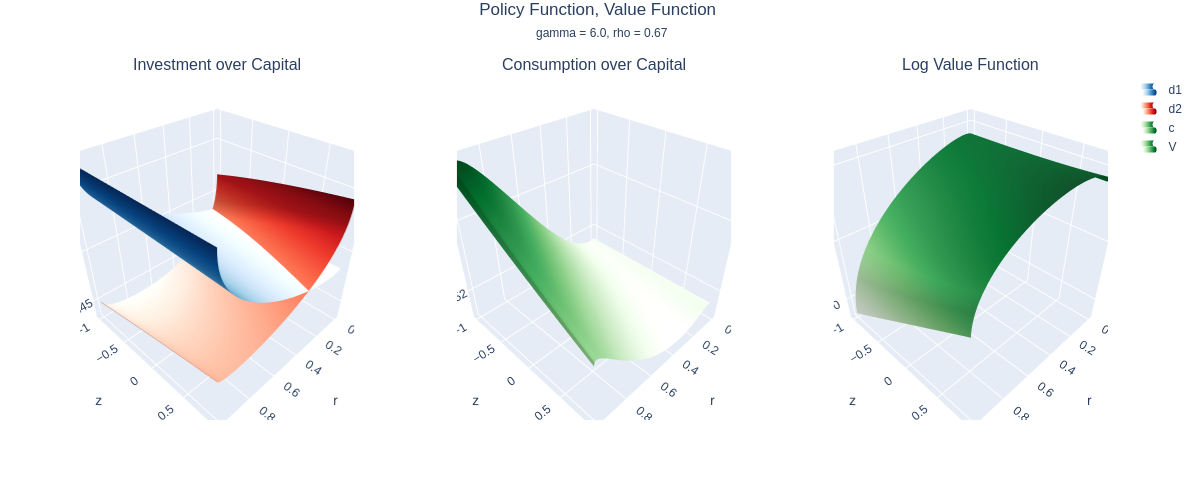 Policy Function, Value Function
gamma = 6.0, rho = 0.67
Investment over Capital
Consumption over Capital
Log Value Function
d1
d2
c
V
−1
−0.5
0
0.5
z
0
0.2
0.4
0.6
0.8
r
−1
−0.5
0
0.5
z
0
0.2
0.4
0.6
0.8
r
0
−1
−0.5
0
0.5
z
0
0.2
0.4
0.6
0.8
r